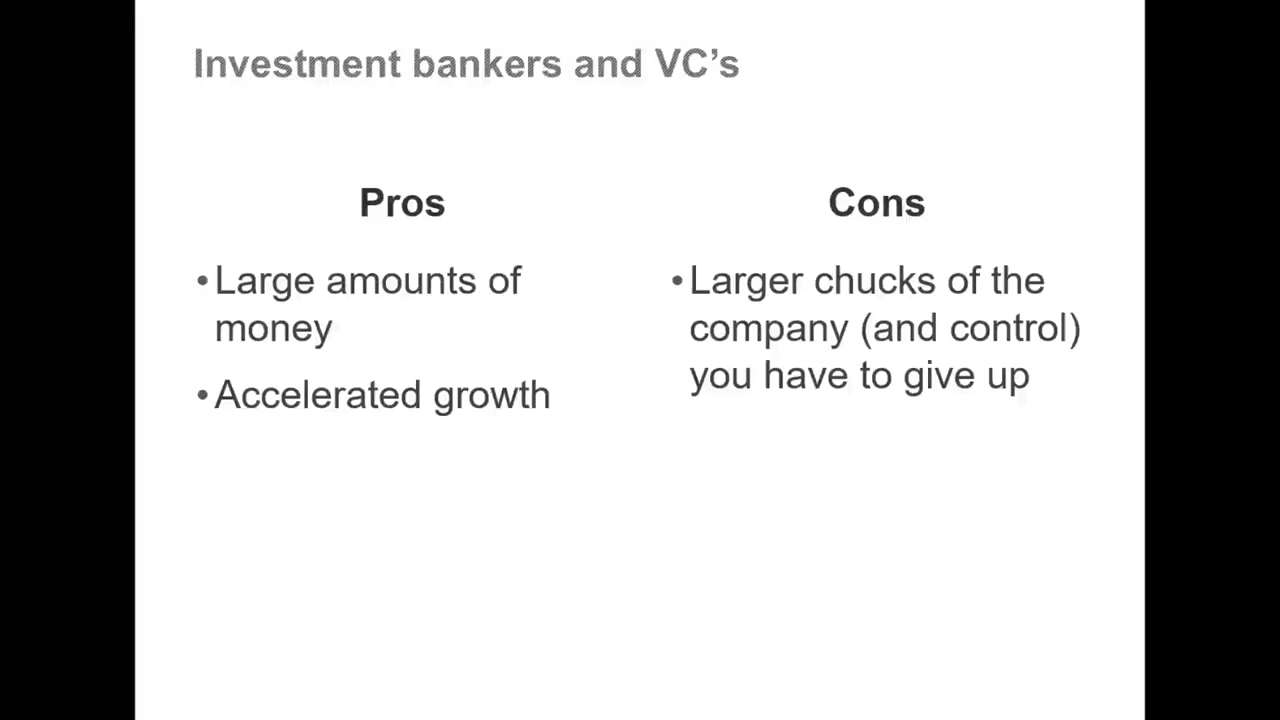 Investment bankers and VC’s
Pros
• Large amounts of
money
• Accelerated growth
Cons
• Larger chucks of the
company (and control)
you have to give up